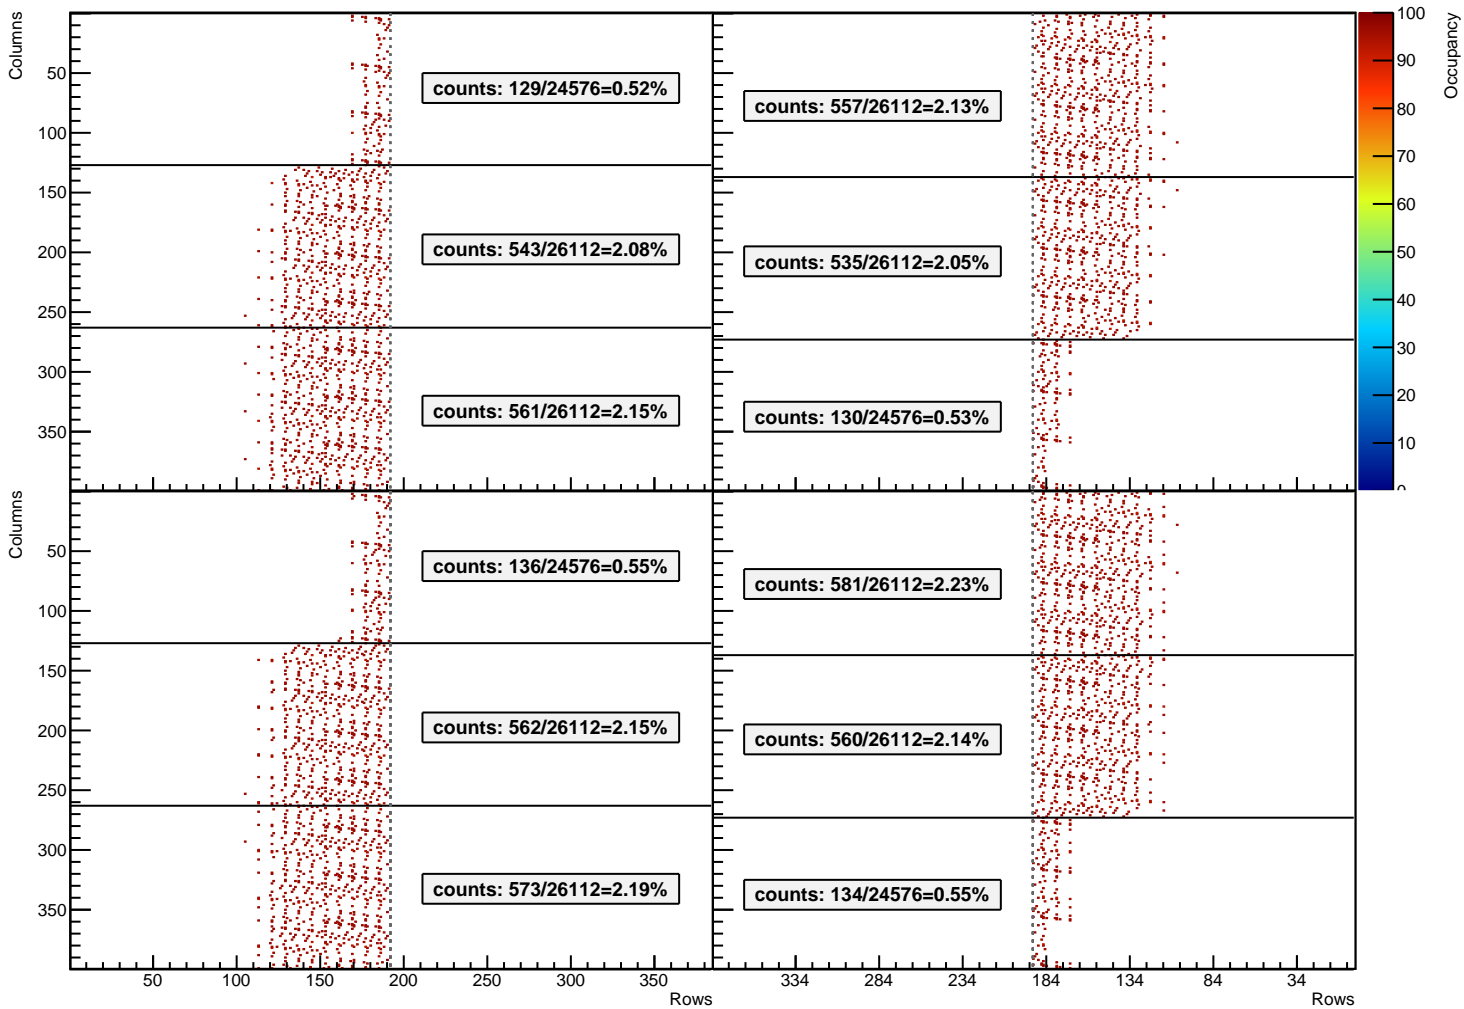 Columns
50
100
150
200
250
300
350
counts: 129/24576=0.52%
counts: 543/26112=2.08%
counts: 561/26112=2.15%
counts: 557/26112=2.13%
counts: 535/26112=2.05%
counts: 130/24576=0.53%
100
90
80
70
60
50
40
30
20
10
0
Occupancy
Columns
50
100
150
200
250
300
350
counts: 136/24576=0.55%
counts: 562/26112=2.15%
counts: 573/26112=2.19%
50 100 150 200 250 300 350
Rows
counts: 581/26112=2.23%
counts: 560/26112=2.14%
counts: 134/24576=0.55%
334 284 234 184 134 84 34
Rows